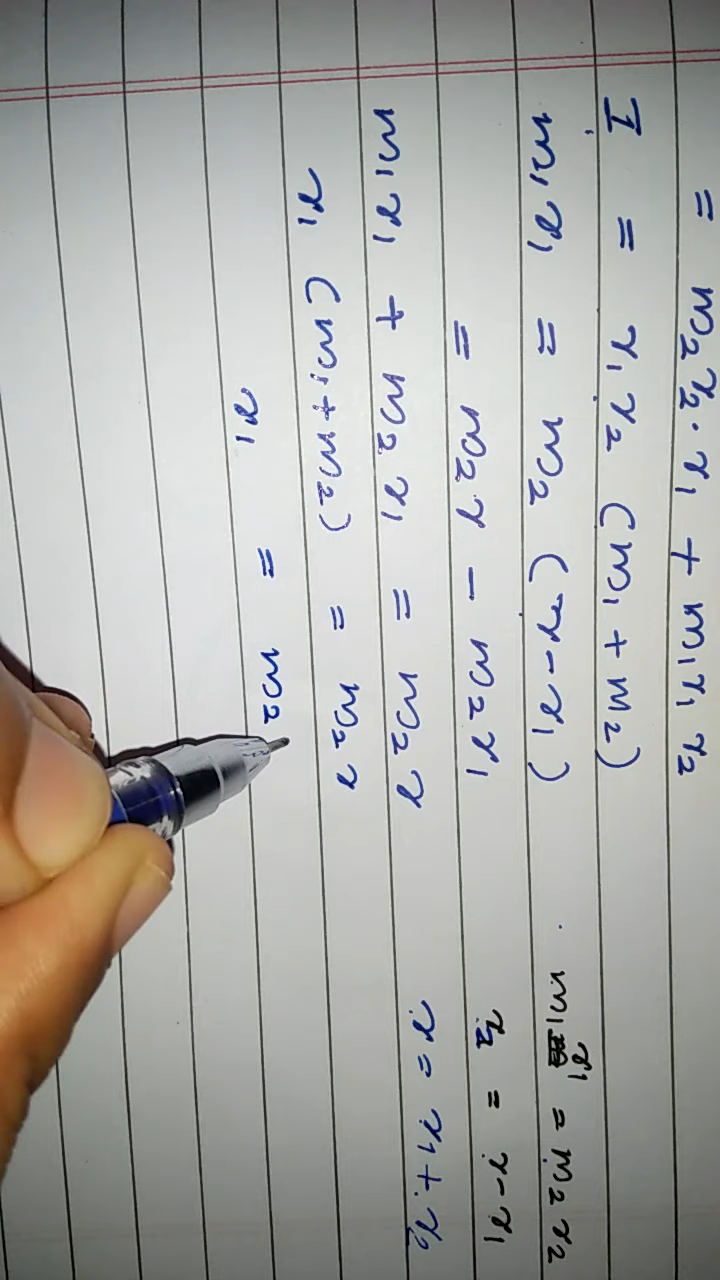 = m₂r₂·r₁ + m₁r₁r₂
I = r₁r₂ (m₁ + m₂)
m₁r₁ = m₂ (r-r₁) m₁r₁ = m₂r₂
= m₂r - m₂r₁ r-r₁ = r₂
m₁r₁ + m₂r₁ = m₂r r = r₁+r₂
r₁ (m₁+m₂) = m₂r
r₁ = m₂